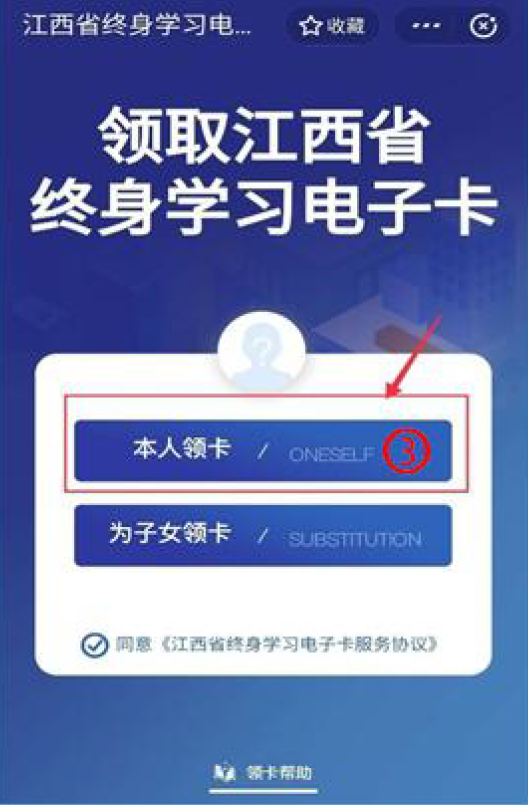 江西省终身学习电...
收藏
领取江西省
终身学习电子卡
?
本人领卡 / ONESELF ③
为子女领卡 / SUBSTITUTION
同意《江西省终身学习电子卡服务协议》
领卡帮助